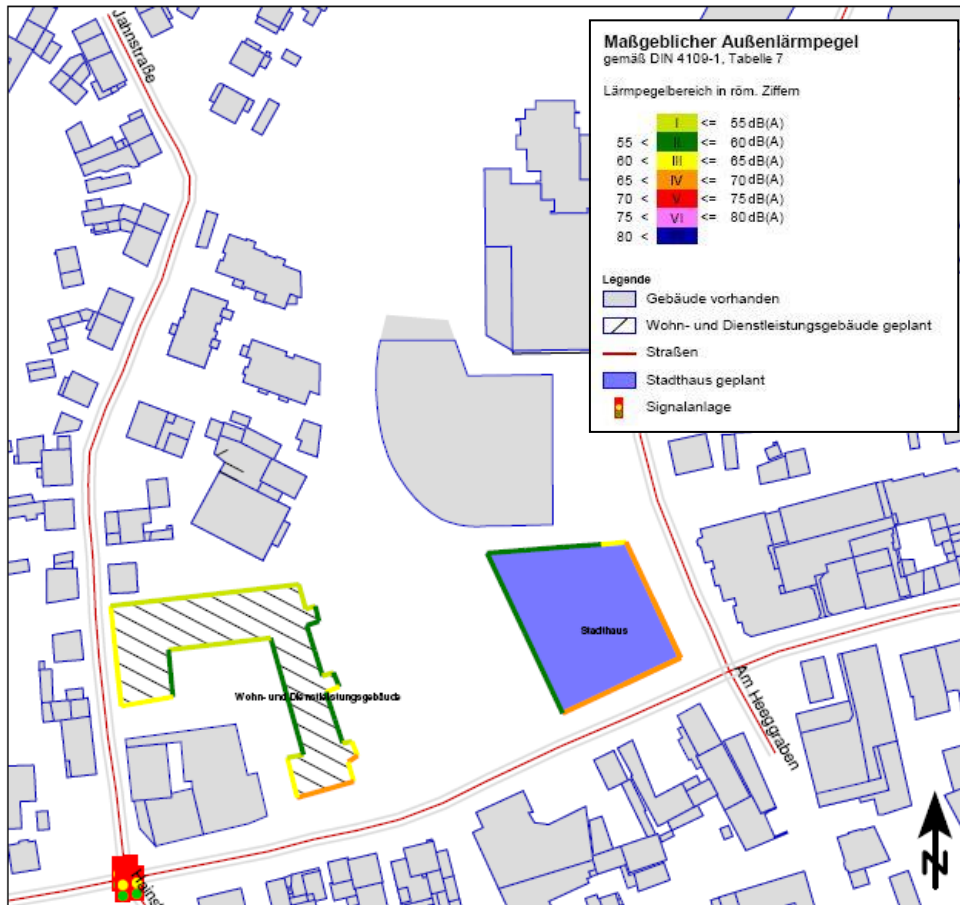 Jahnstraße
Maßgeblicher Außenlärmpegel
gemäß DIN 4109-1, Tabelle 7
Lärmpegelbereich in röm. Ziffern
I <= 55 dB(A)
55 < II <= 60 dB(A)
60 < III <= 65 dB(A)
65 < IV <= 70 dB(A)
70 < V <= 75 dB(A)
75 < VI <= 80 dB(A)
80 <
Legende
Gebäude vorhanden
Wohn- und Dienstleistungsgebäude geplant
Straßen
Stadthaus geplant
Signalanlage
Stadthaus
Wohn- und Dienstleistungsgebäude
Am Heeggraben
N